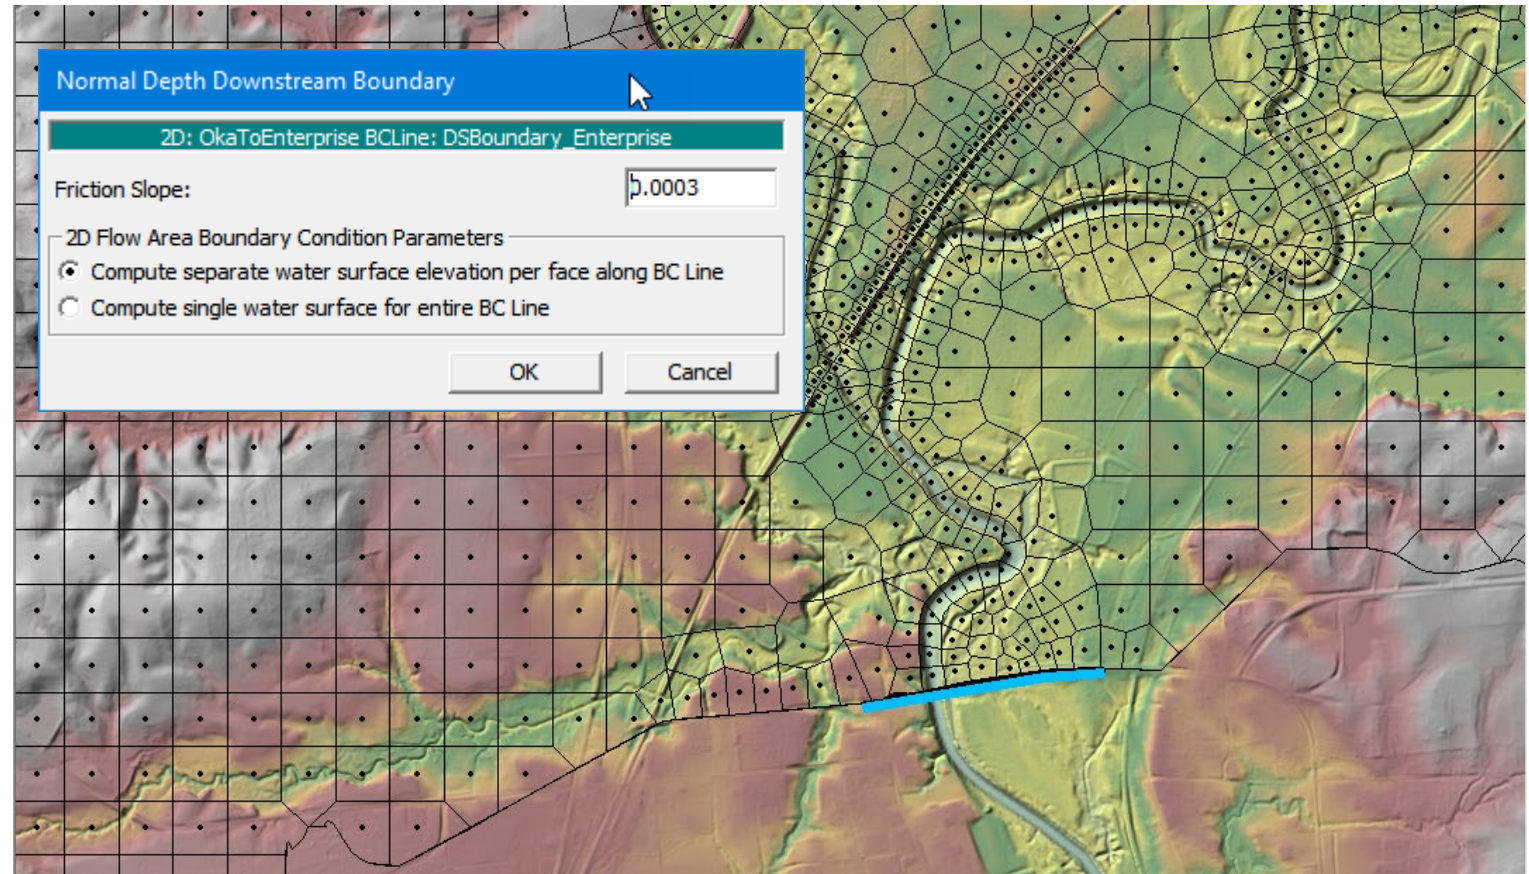 Normal Depth Downstream Boundary
2D: OkaToEnterprise BCLine: DSBoundary_Enterprise
Friction Slope:
0.0003
2D Flow Area Boundary Condition Parameters
Compute separate water surface elevation per face along BC Line
Compute single water surface for entire BC Line
OK
Cancel